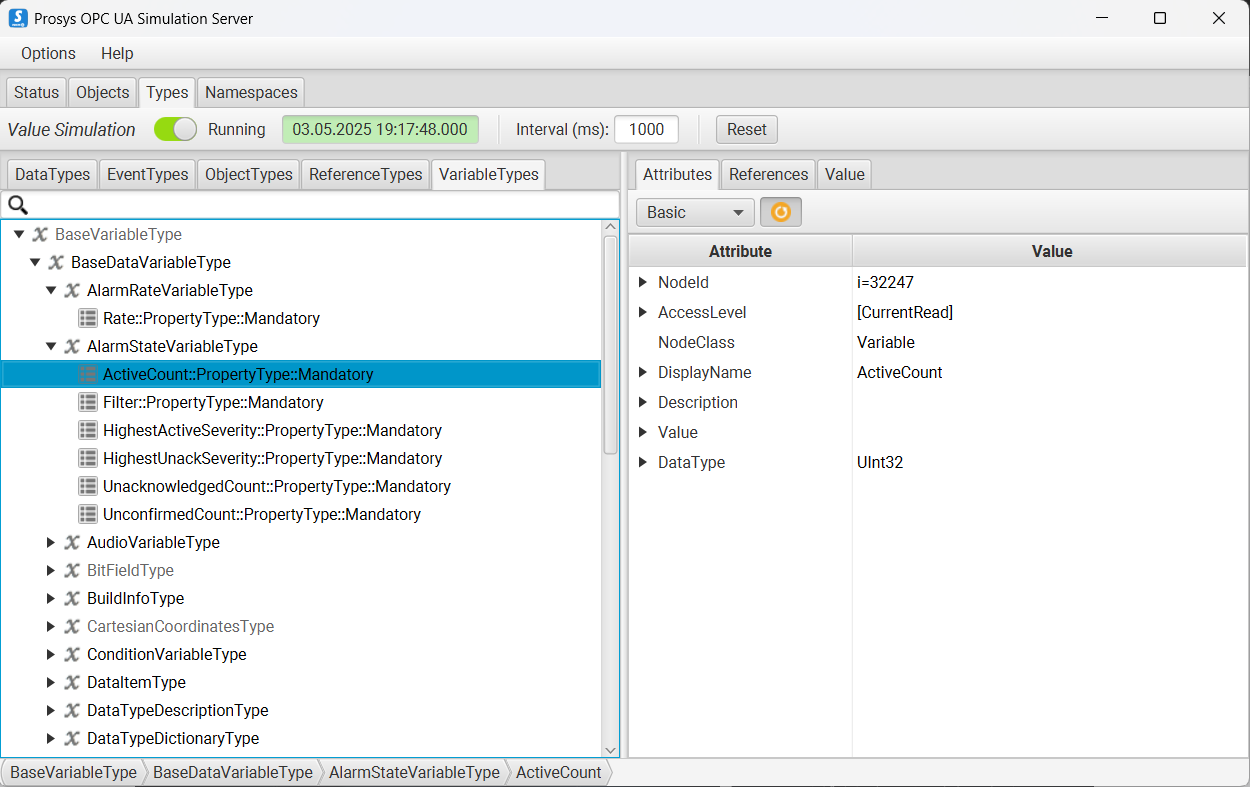 Prosys OPC UA Simulation Server
Options Help
Status Objects Types Namespaces
Value Simulation Running 03.05.2025 19:17:48.000 Interval (ms): 1000 Reset
DataTypes EventTypes ObjectTypes ReferenceTypes VariableTypes
BaseVariableType
BaseDataVariableType
AlarmRateVariableType
Rate::PropertyType::Mandatory
AlarmStateVariableType
ActiveCount::PropertyType::Mandatory
Filter::PropertyType::Mandatory
HighestActiveSeverity::PropertyType::Mandatory
HighestUnackSeverity::PropertyType::Mandatory
UnacknowledgedCount::PropertyType::Mandatory
UnconfirmedCount::PropertyType::Mandatory
AudioVariableType
BitFieldType
BuildInfoType
CartesianCoordinatesType
ConditionVariableType
DataItemType
DataTypeDescriptionType
DataTypeDictionaryType
Attributes References Value
Basic
Attribute Value
NodeId i=32247
AccessLevel [CurrentRead]
NodeClass Variable
DisplayName ActiveCount
Description
Value
DataType UInt32
BaseVariableType BaseDataVariableType AlarmStateVariableType ActiveCount